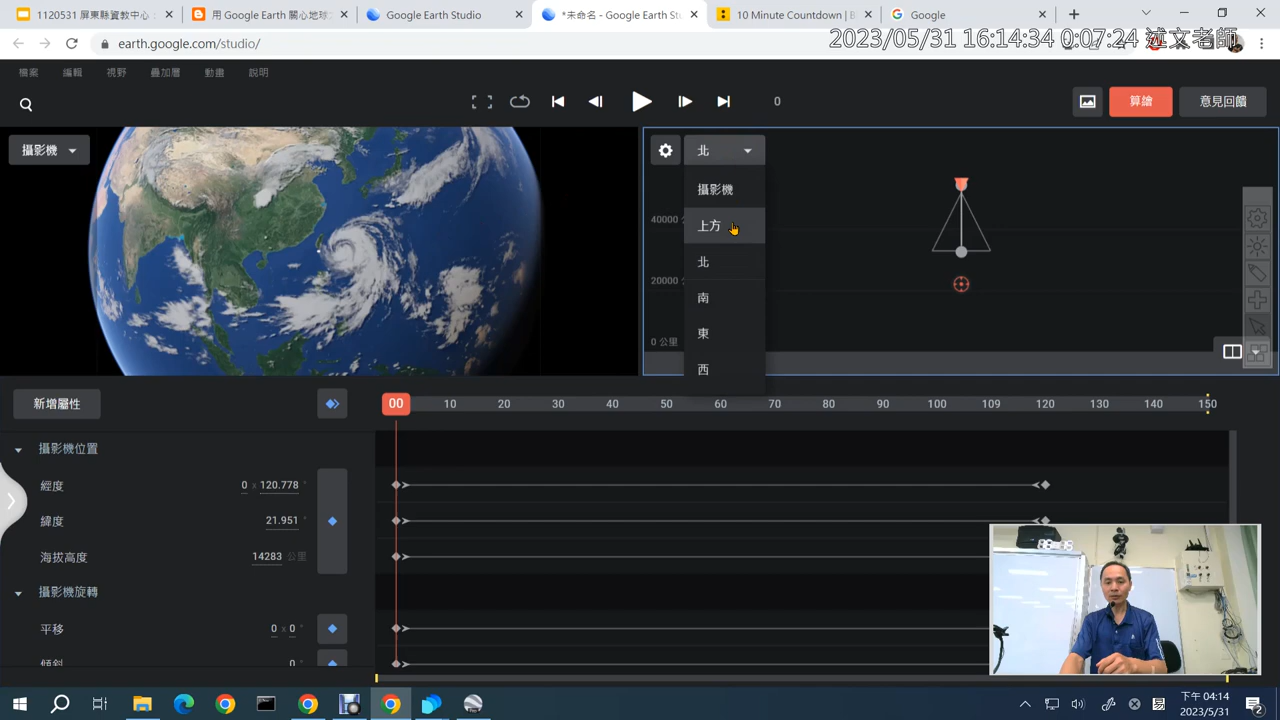 1120531 屏東縣資教中心 :
用 Google Earth 關心地球
Google Earth Studio
*未命名 - Google Earth Stu
10 Minute Countdown | B
Google
earth.google.com/studio/
2023/05/31 16:14:34 0:07:24 述文老師
檔案
編輯
視野
疊加層
動畫
說明
0
算繪
意見回饋
攝影機
北
攝影機
上方
北
南
東
西
40000 公
20000 公
0 公里
新增屬性
00 10 20 30 40 50 60 70 80 90 100 109 120 130 140 150
攝影機位置
經度 0 x 120.778 °
緯度 21.951 °
海拔高度 14283 公里
攝影機旋轉
平移 0 x 0 °
傾斜 0 °
下午 04:14
2023/5/31
2